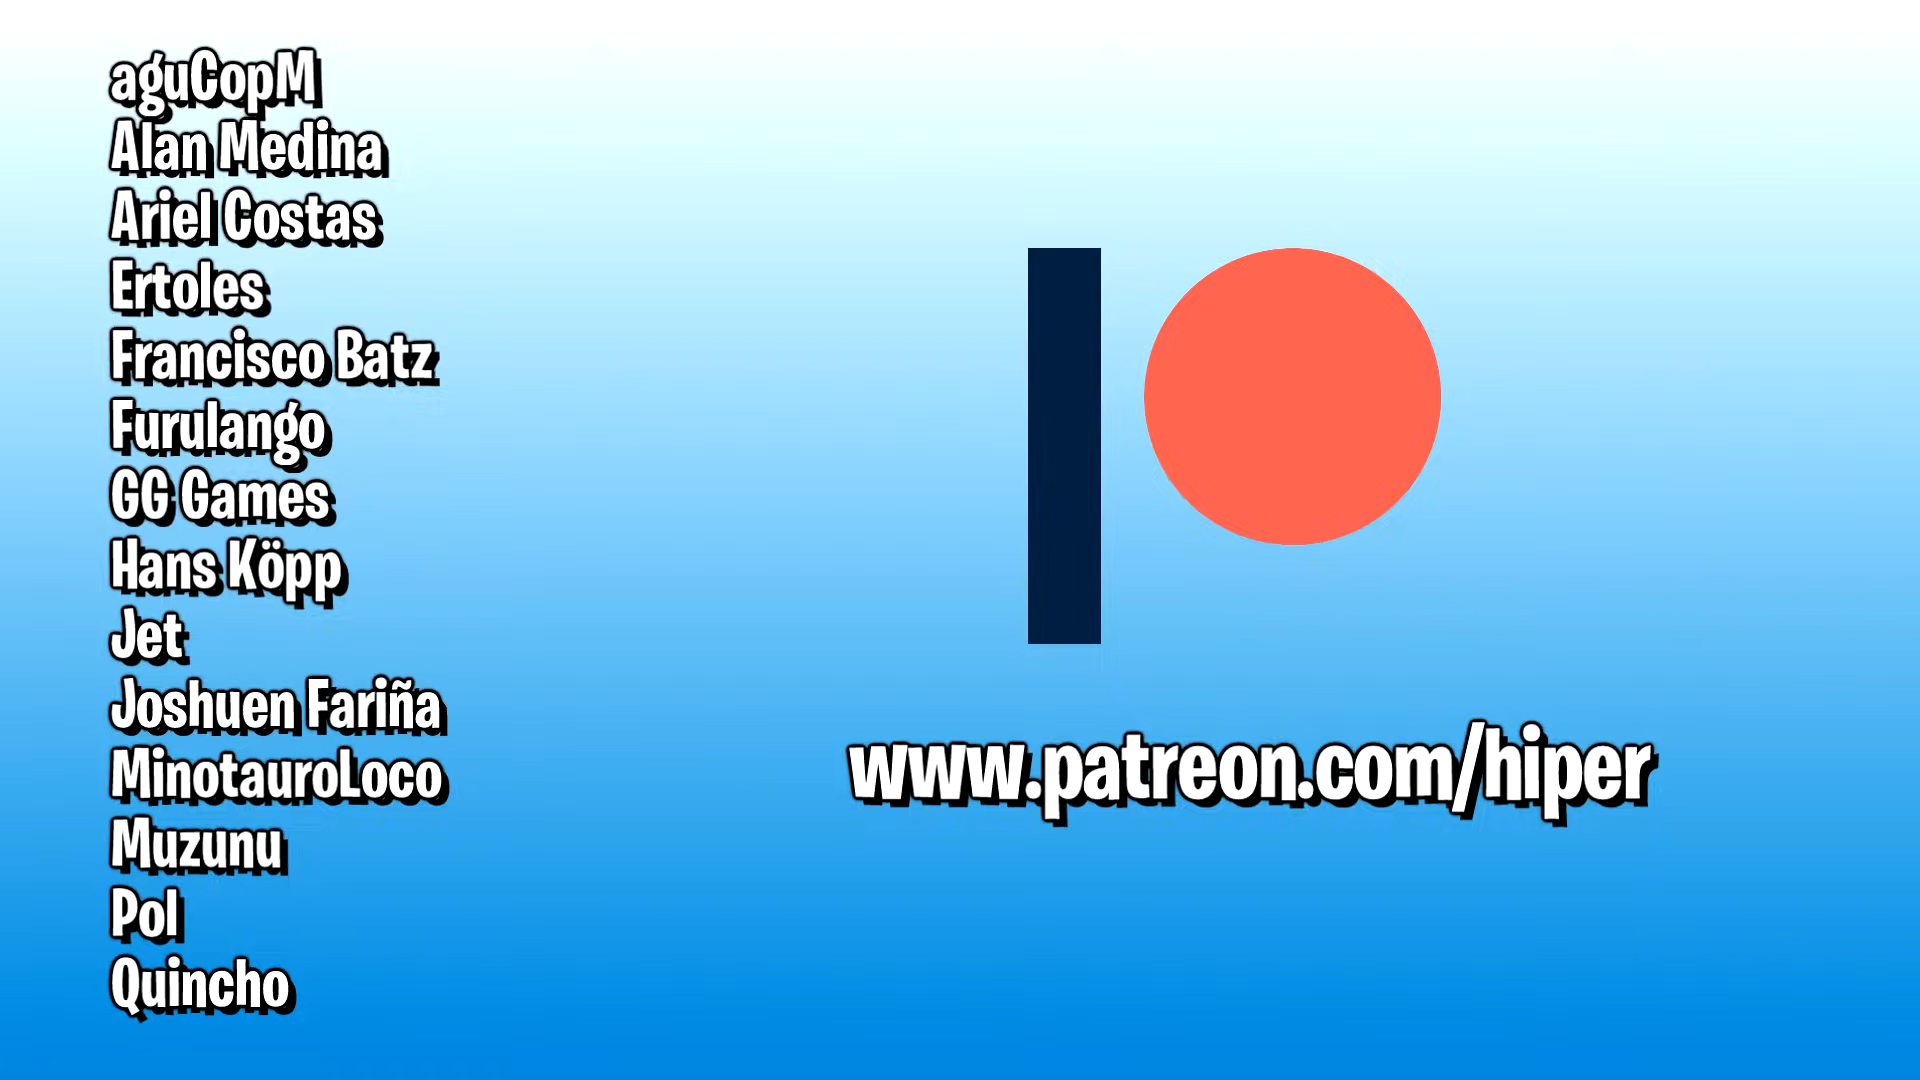 aguCopM
Alan Medina
Ariel Costas
Ertoles
Francisco Batz
Furulango
GG Games
Hans Köpp
Jet
Joshuen Fariña
MinotauroLoco
Muzunu
Pol
Quincho
www.patreon.com/hiper